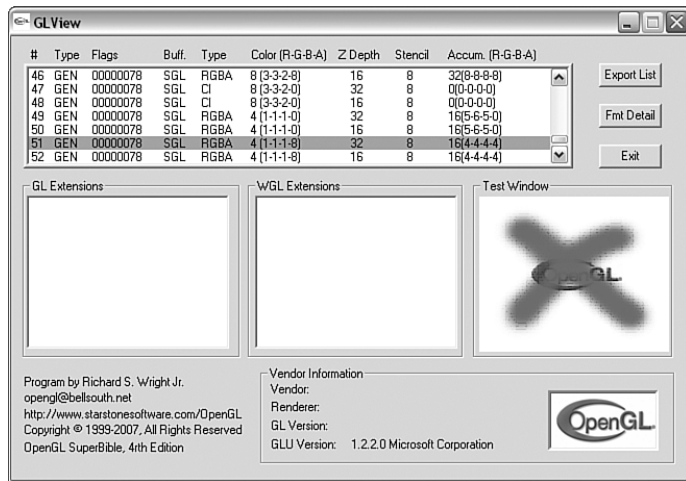 GLView
# Type Flags Buff. Type Color (R-G-B-A) Z Depth Stencil Accum. (R-G-B-A)
46 GEN 00000078 SGL RGBA 8 (3-3-2-8) 16 8 32(8-8-8-8)
47 GEN 00000078 SGL CI 8 (3-3-2-0) 32 8 0(0-0-0-0)
48 GEN 00000078 SGL CI 8 (3-3-2-0) 16 8 0(0-0-0-0)
49 GEN 00000078 SGL RGBA 4 (1-1-1-0) 32 8 16(5-6-5-0)
50 GEN 00000078 SGL RGBA 4 (1-1-1-0) 16 8 16(5-6-5-0)
51 GEN 00000078 SGL RGBA 4 (1-1-1-8) 32 8 16(4-4-4-4)
52 GEN 00000078 SGL RGBA 4 (1-1-1-8) 16 8 16(4-4-4-4)
Export List
Fmt Detail
Exit
GL Extensions
WGL Extensions
Test Window
OpenGL.
Program by Richard S. Wright Jr.
opengl@bellsouth.net
http://www.starstonesoftware.com/OpenGL
Copyright © 1999-2007, All Rights Reserved
OpenGL SuperBible, 4rth Edition
Vendor Information
Vendor:
Renderer:
GL Version:
GLU Version: 1.2.2.0 Microsoft Corporation
OpenGL.